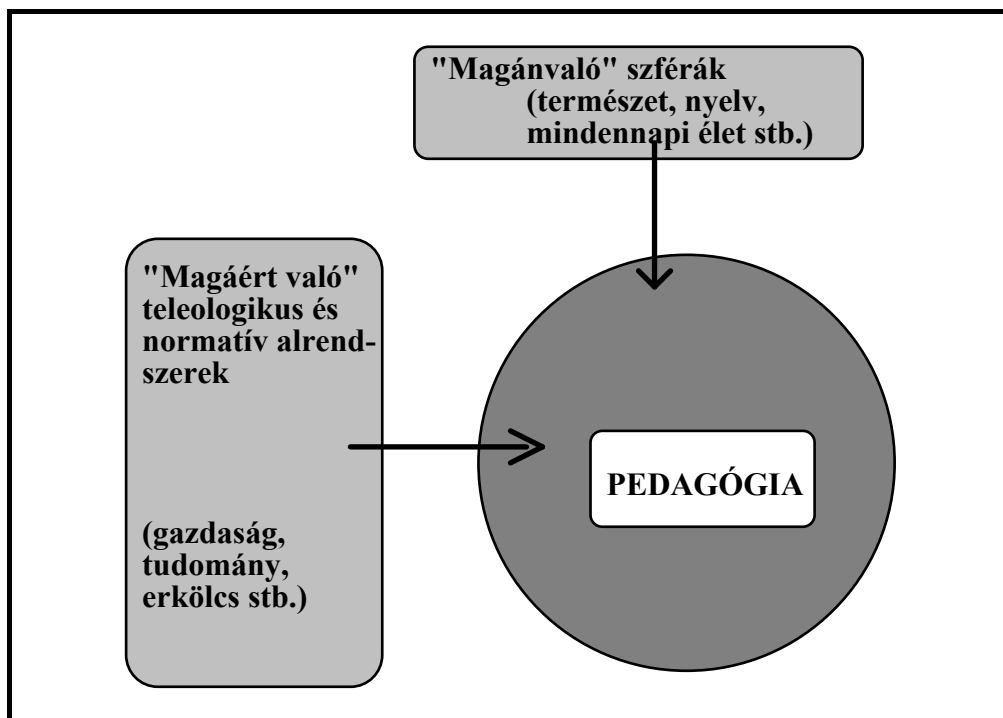 "Magánvaló" szférák
(természet, nyelv,
mindennapi élet stb.)
"Magáért való"
teleologikus és
normatív alrend-
szerek
(gazdaság,
tudomány,
erkölcs stb.)
PEDAGÓGIA